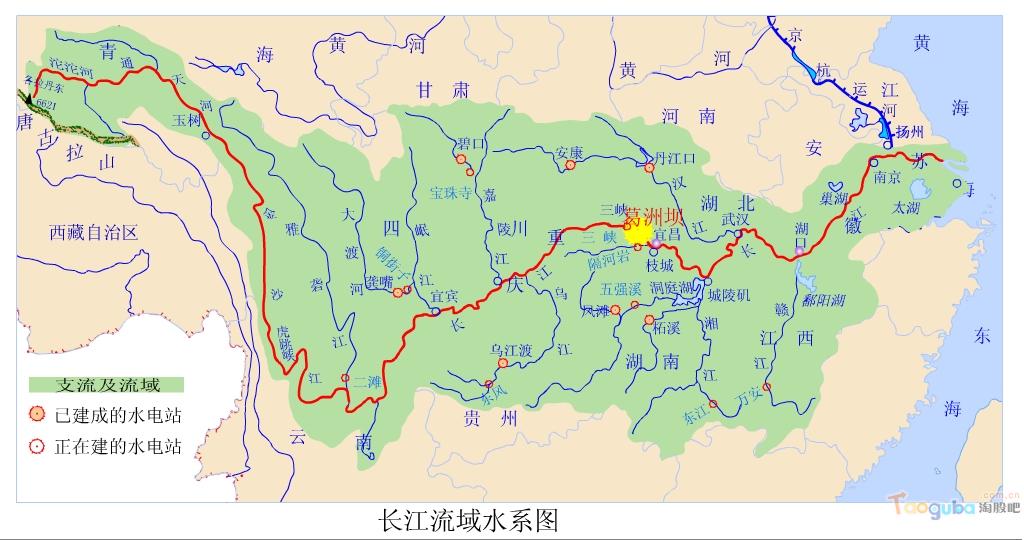 青
海
黄
河
黄
河
京
杭
运
河
江
苏
黄
海
沱沱河
通
天
河
各拉丹东
6621
唐
古
拉
山
玉树
甘肃
河南
安
徽
扬州
南京
巢湖
太湖
碧口
宝珠寺
安康
丹江口
汉
江
湖北
三峡
葛洲坝
三峡
宜昌
枝城
隔河岩
武汉
长
江
湖口
鄱阳湖
城陵矶
洞庭湖
五强溪
凤滩
柘溪
湘
江
湖南
赣
江
江
西
万安
东江
金
沙
江
雅
砻
江
大
渡
河
四
川
岷
江
嘉
陵
江
重
庆
铜街子
龚嘴
宜宾
长
江
乌
江
乌江渡
东风
二滩
虎跳峡
西藏自治区
云
南
贵州
东
海
支流及流域
已建成的水电站
正在建的水电站
长江流域水系图
Taoguba.com.cn
淘股吧